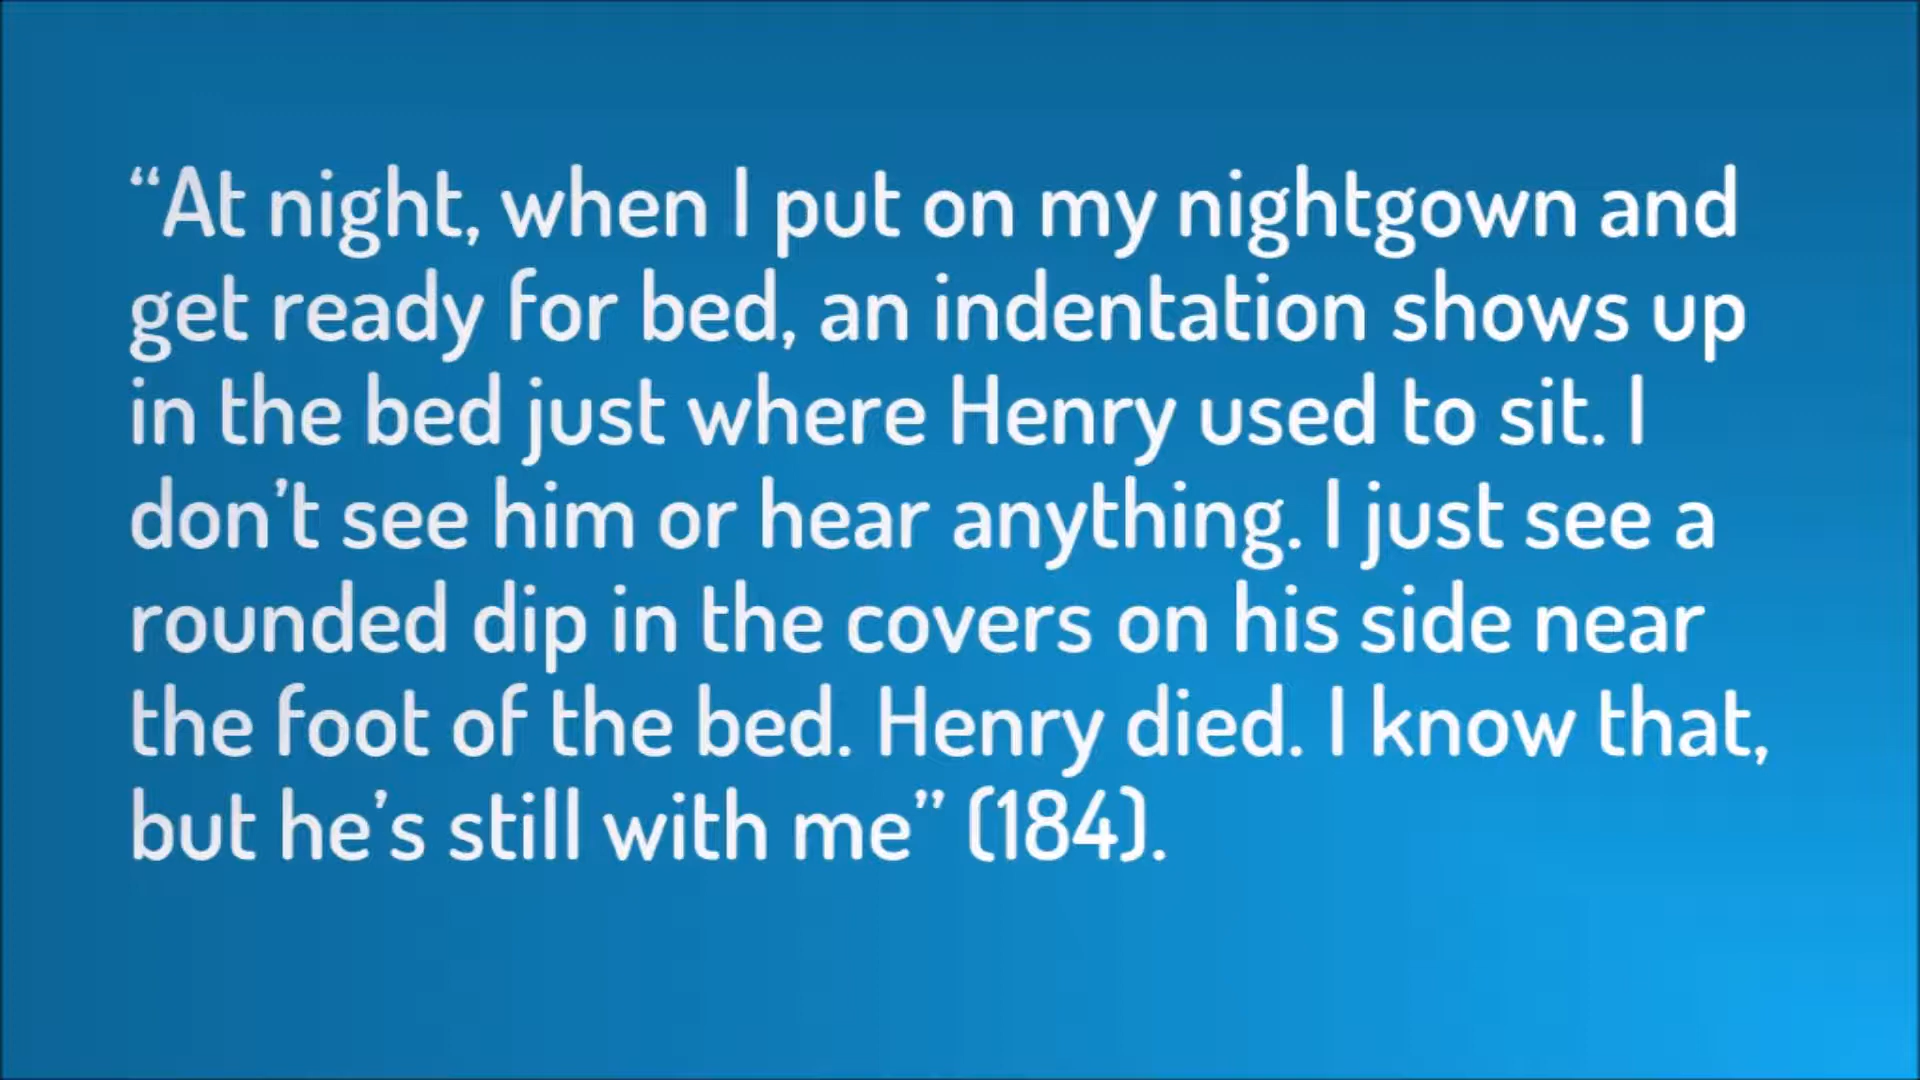 “At night, when I put on my nightgown and
get ready for bed, an indentation shows up
in the bed just where Henry used to sit. I
don’t see him or hear anything. I just see a
rounded dip in the covers on his side near
the foot of the bed. Henry died. I know that,
but he’s still with me” (184).